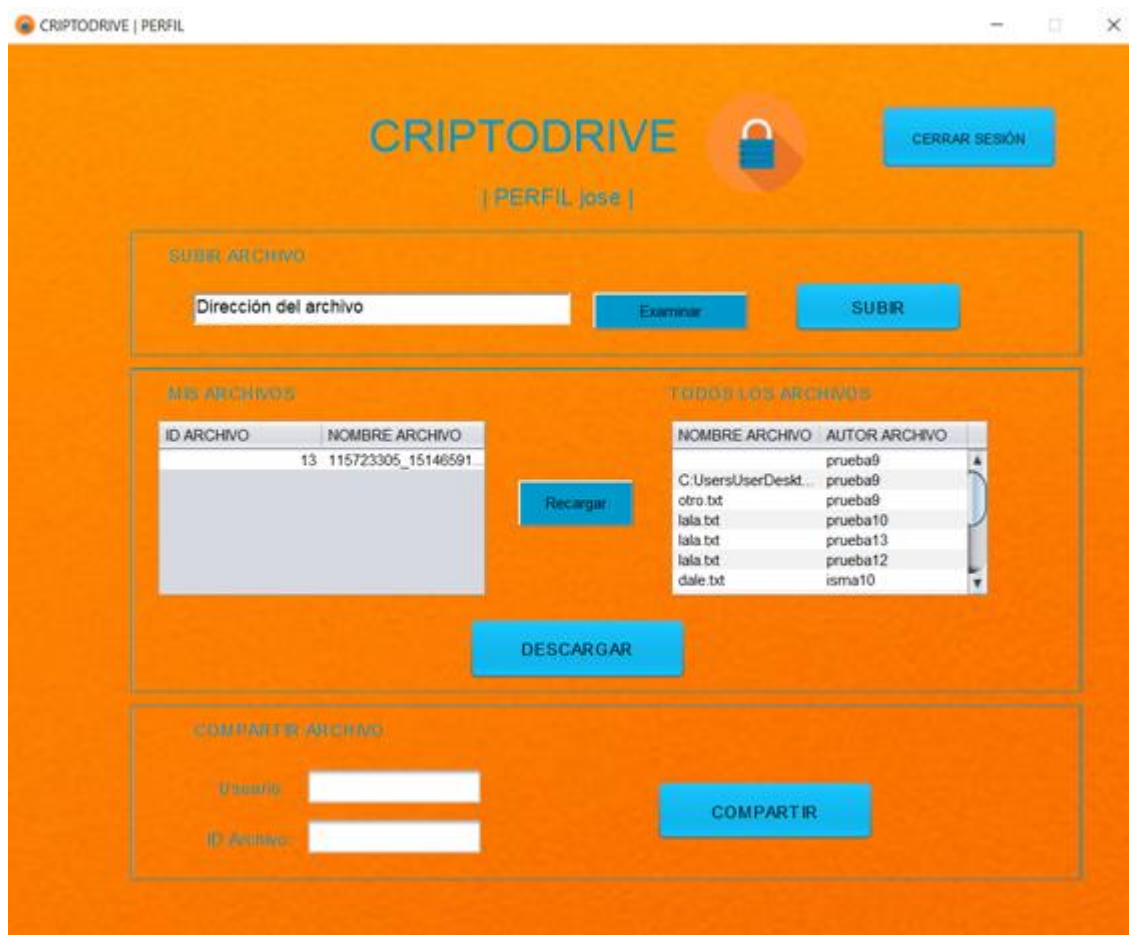 CRIPTODRIVE | PERFIL
CRIPTODRIVE
CERRAR SESIÓN
| PERFIL jose |
SUBIR ARCHIVO
Dirección del archivo
Examinar
SUBIR
MIS ARCHIVOS
ID ARCHIVO NOMBRE ARCHIVO
13 115723305_15146591...
Recargar
TODOS LOS ARCHIVOS
NOMBRE ARCHIVO AUTOR ARCHIVO
prueba9
C:UsersUserDeskt... prueba9
otro.txt prueba9
lala.txt prueba10
lala.txt prueba13
lala.txt prueba12
dale.txt isma10
DESCARGAR
COMPARTIR ARCHIVO
Usuario:
ID Archivo:
COMPARTIR